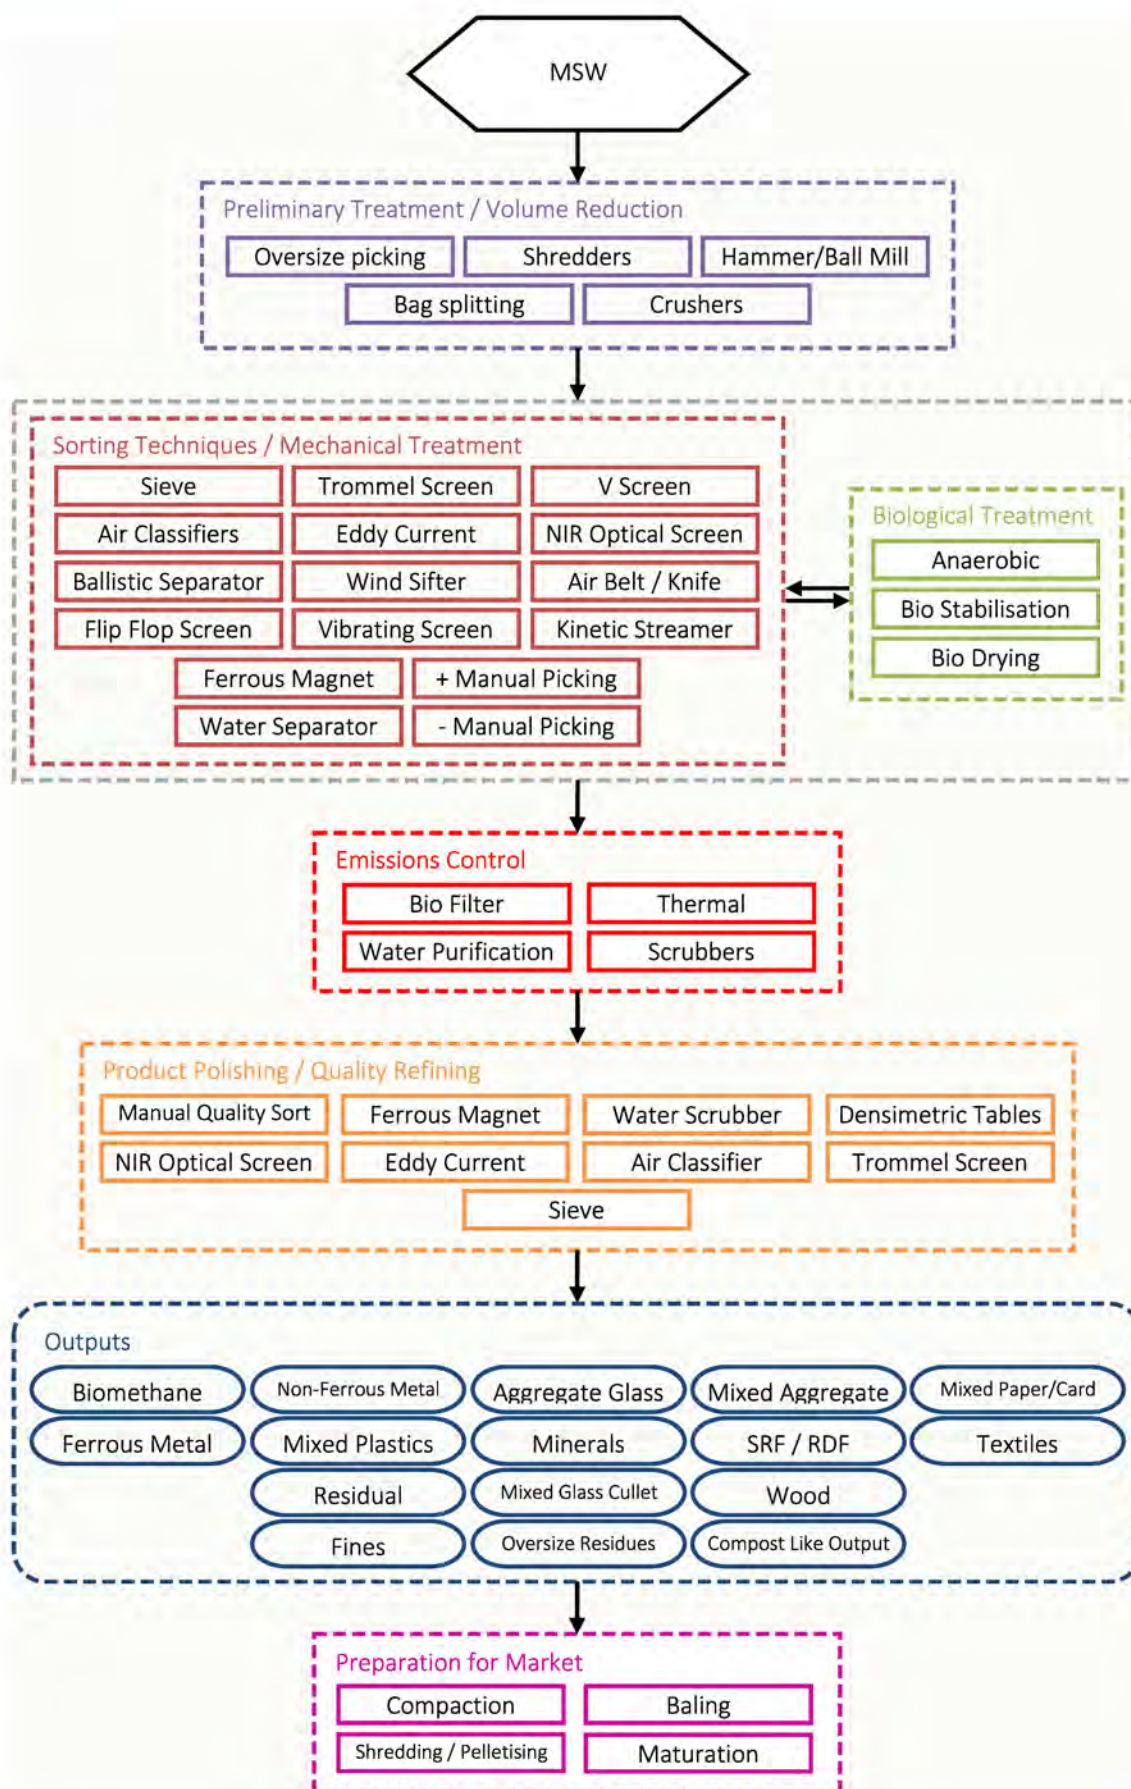 MSW
Preliminary Treatment / Volume Reduction
Oversize picking
Shredders
Hammer/Ball Mill
Bag splitting
Crushers
Sorting Techniques / Mechanical Treatment
Sieve
Trommel Screen
V Screen
Air Classifiers
Eddy Current
NIR Optical Screen
Ballistic Separator
Wind Sifter
Air Belt / Knife
Flip Flop Screen
Vibrating Screen
Kinetic Streamer
Ferrous Magnet
+ Manual Picking
Water Separator
- Manual Picking
Biological Treatment
Anaerobic
Bio Stabilisation
Bio Drying
Emissions Control
Bio Filter
Thermal
Water Purification
Scrubbers
Product Polishing / Quality Refining
Manual Quality Sort
Ferrous Magnet
Water Scrubber
Densimetric Tables
NIR Optical Screen
Eddy Current
Air Classifier
Trommel Screen
Sieve
Outputs
Biomethane
Non-Ferrous Metal
Aggregate Glass
Mixed Aggregate
Mixed Paper/Card
Ferrous Metal
Mixed Plastics
Minerals
SRF / RDF
Textiles
Residual
Mixed Glass Cullet
Wood
Fines
Oversize Residues
Compost Like Output
Preparation for Market
Compaction
Baling
Shredding / Pelletising
Maturation